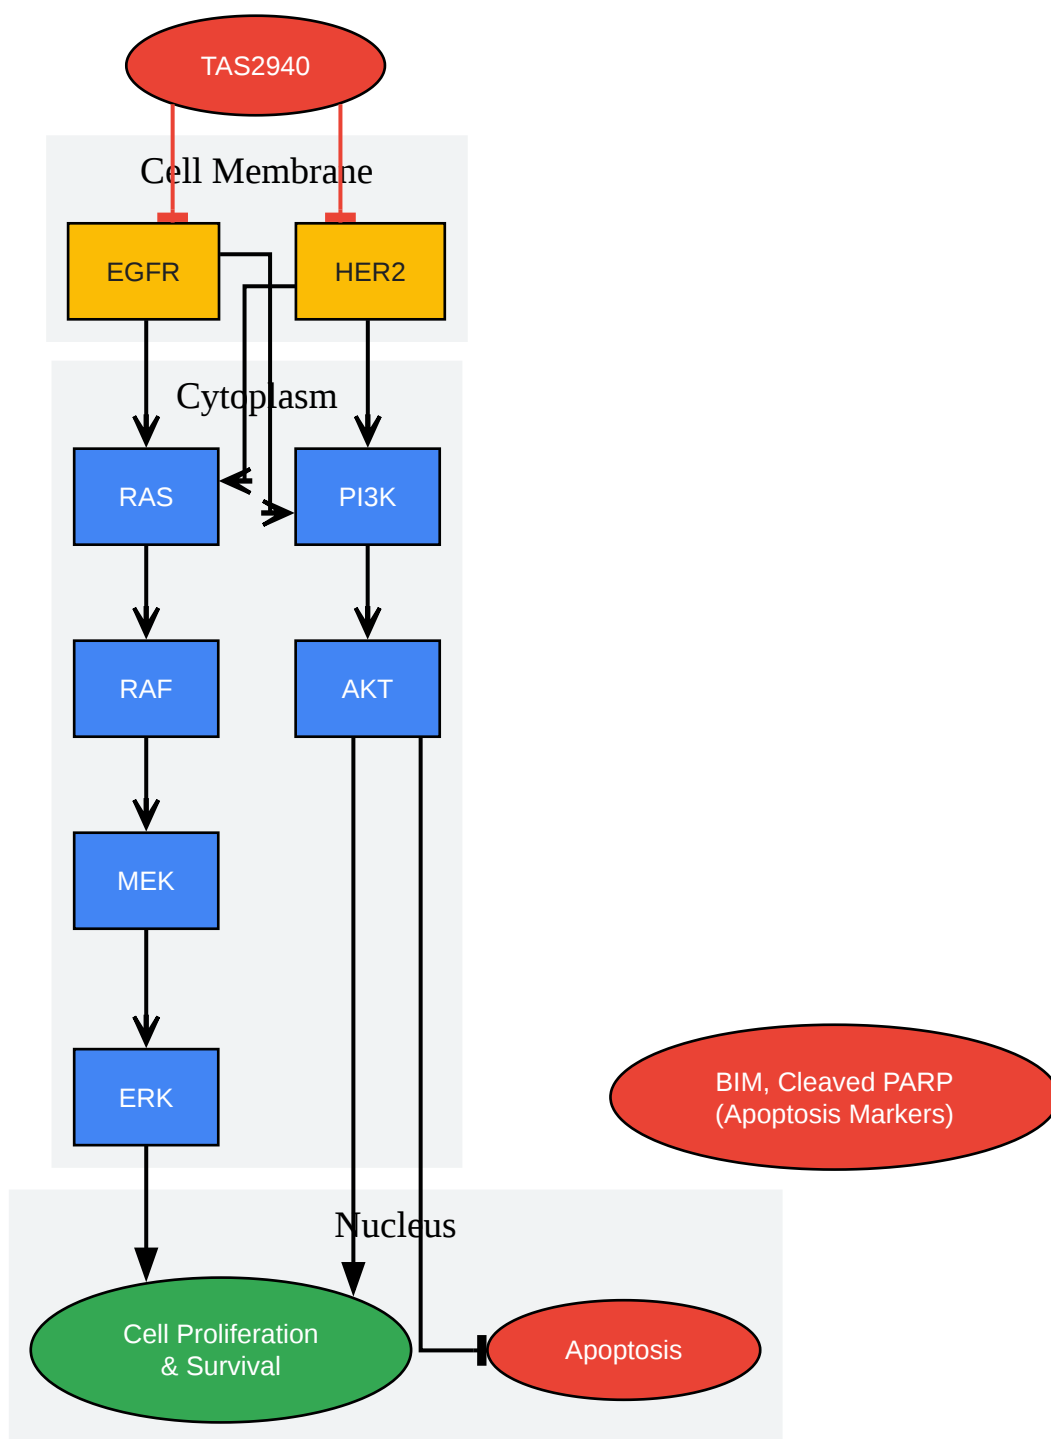 TAS2940
Cell Membrane
EGFR
HER2
Cytoplasm
RAS
PI3K
RAF
AKT
MEK
ERK
BIM, Cleaved PARP
(Apoptosis Markers)
Nucleus
Cell Proliferation
& Survival
Apoptosis